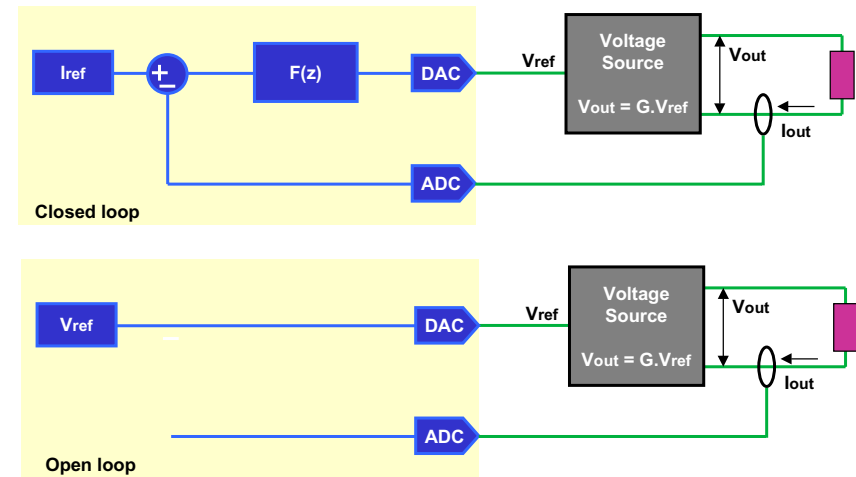 Iref
+
−
F(z)
DAC
Vref
Voltage
Source
Vout = G.Vref
Vout
Iout
ADC
Closed loop
Vref
DAC
Vref
Voltage
Source
Vout = G.Vref
Vout
Iout
ADC
Open loop